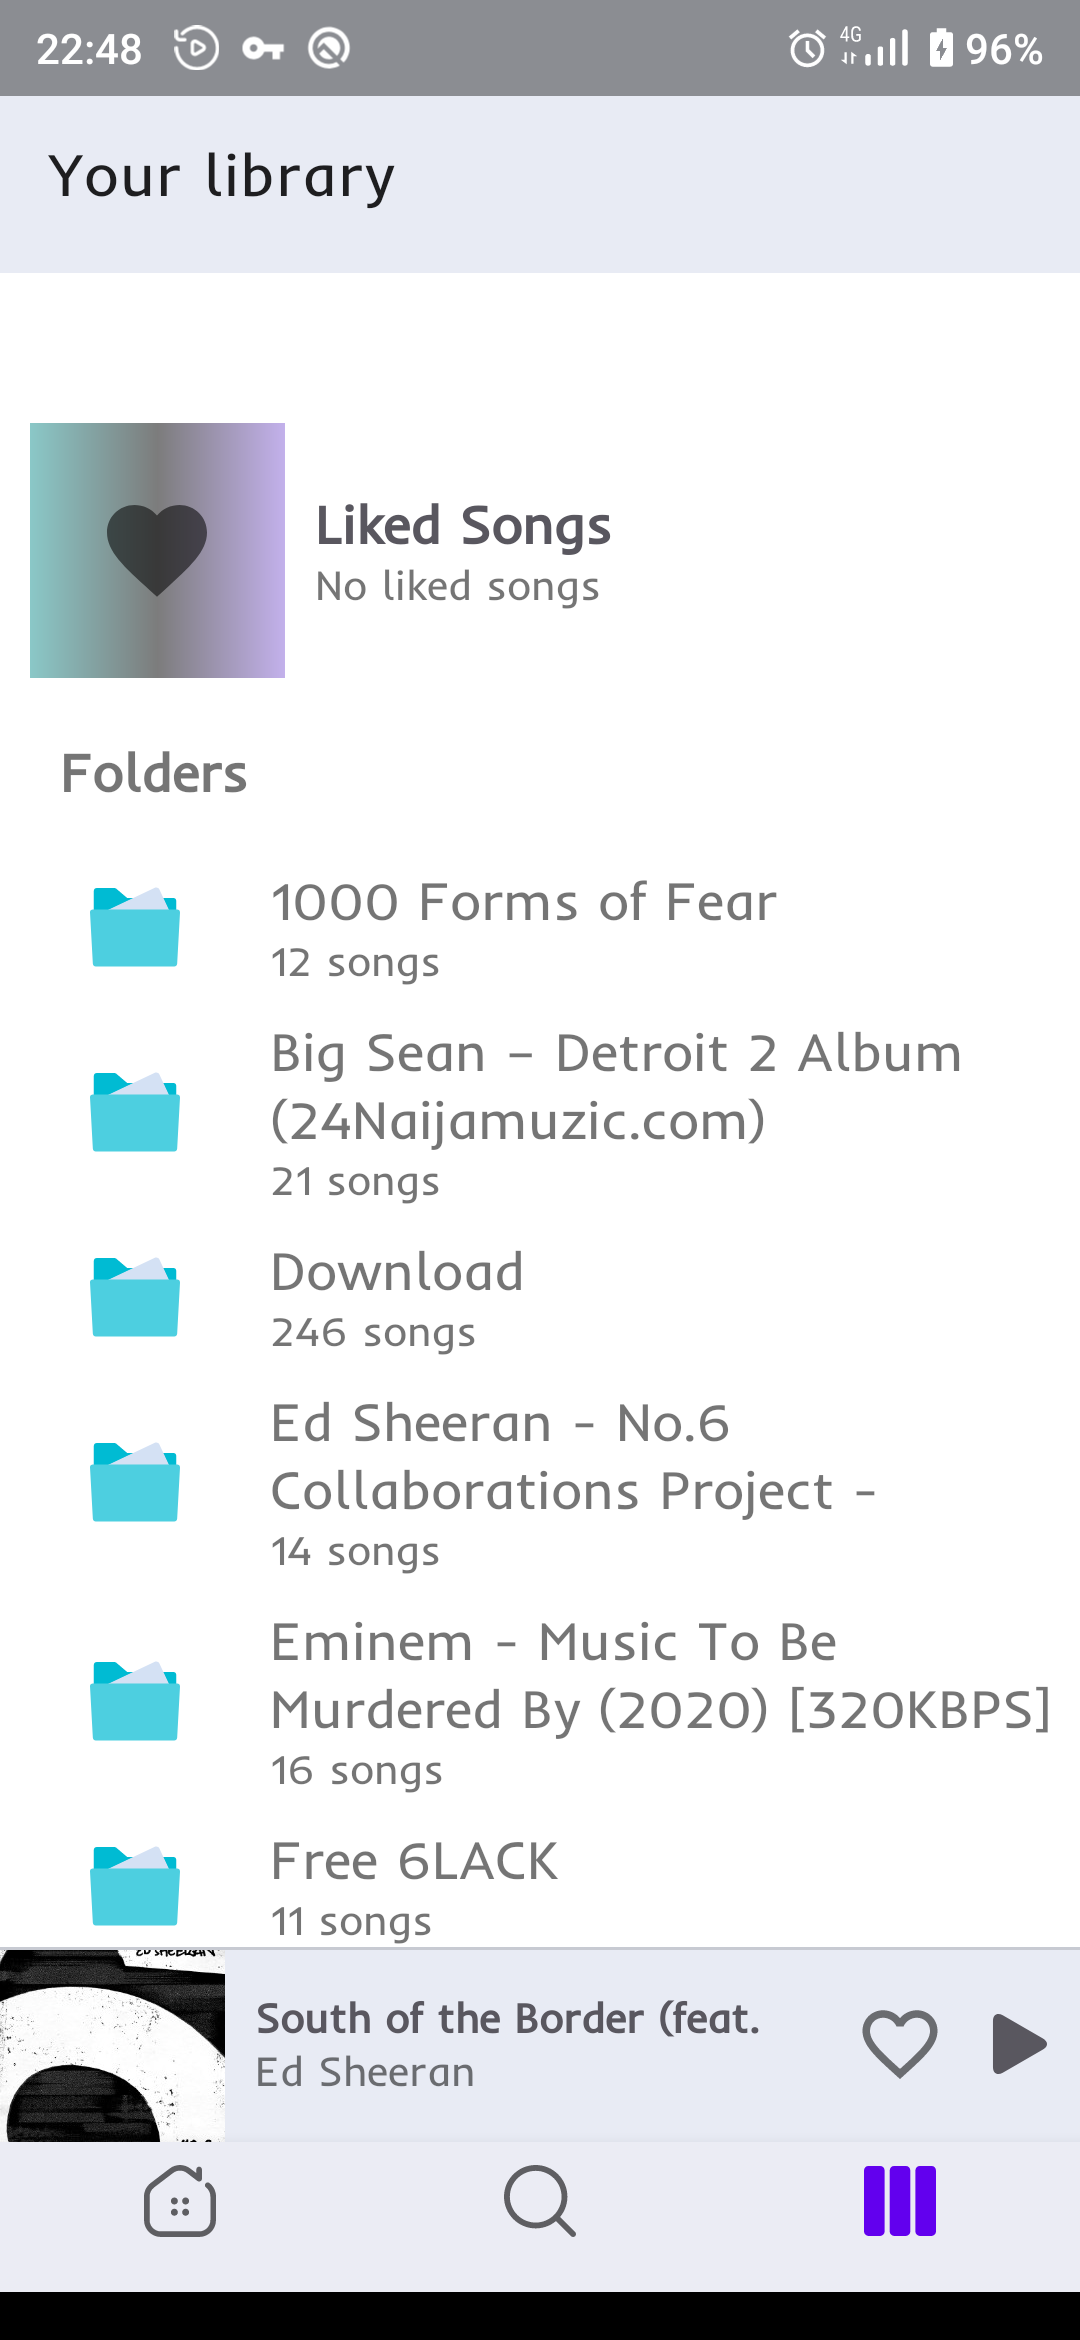 22:48
4G
96%
Your library
Liked Songs
No liked songs
Folders
1000 Forms of Fear
12 songs
Big Sean – Detroit 2 Album
(24Naijamuzic.com)
21 songs
Download
246 songs
Ed Sheeran - No.6
Collaborations Project -
14 songs
Eminem - Music To Be
Murdered By (2020) [320KBPS]
16 songs
Free 6LACK
11 songs
ED SHEERAN
South of the Border (feat.
Ed Sheeran